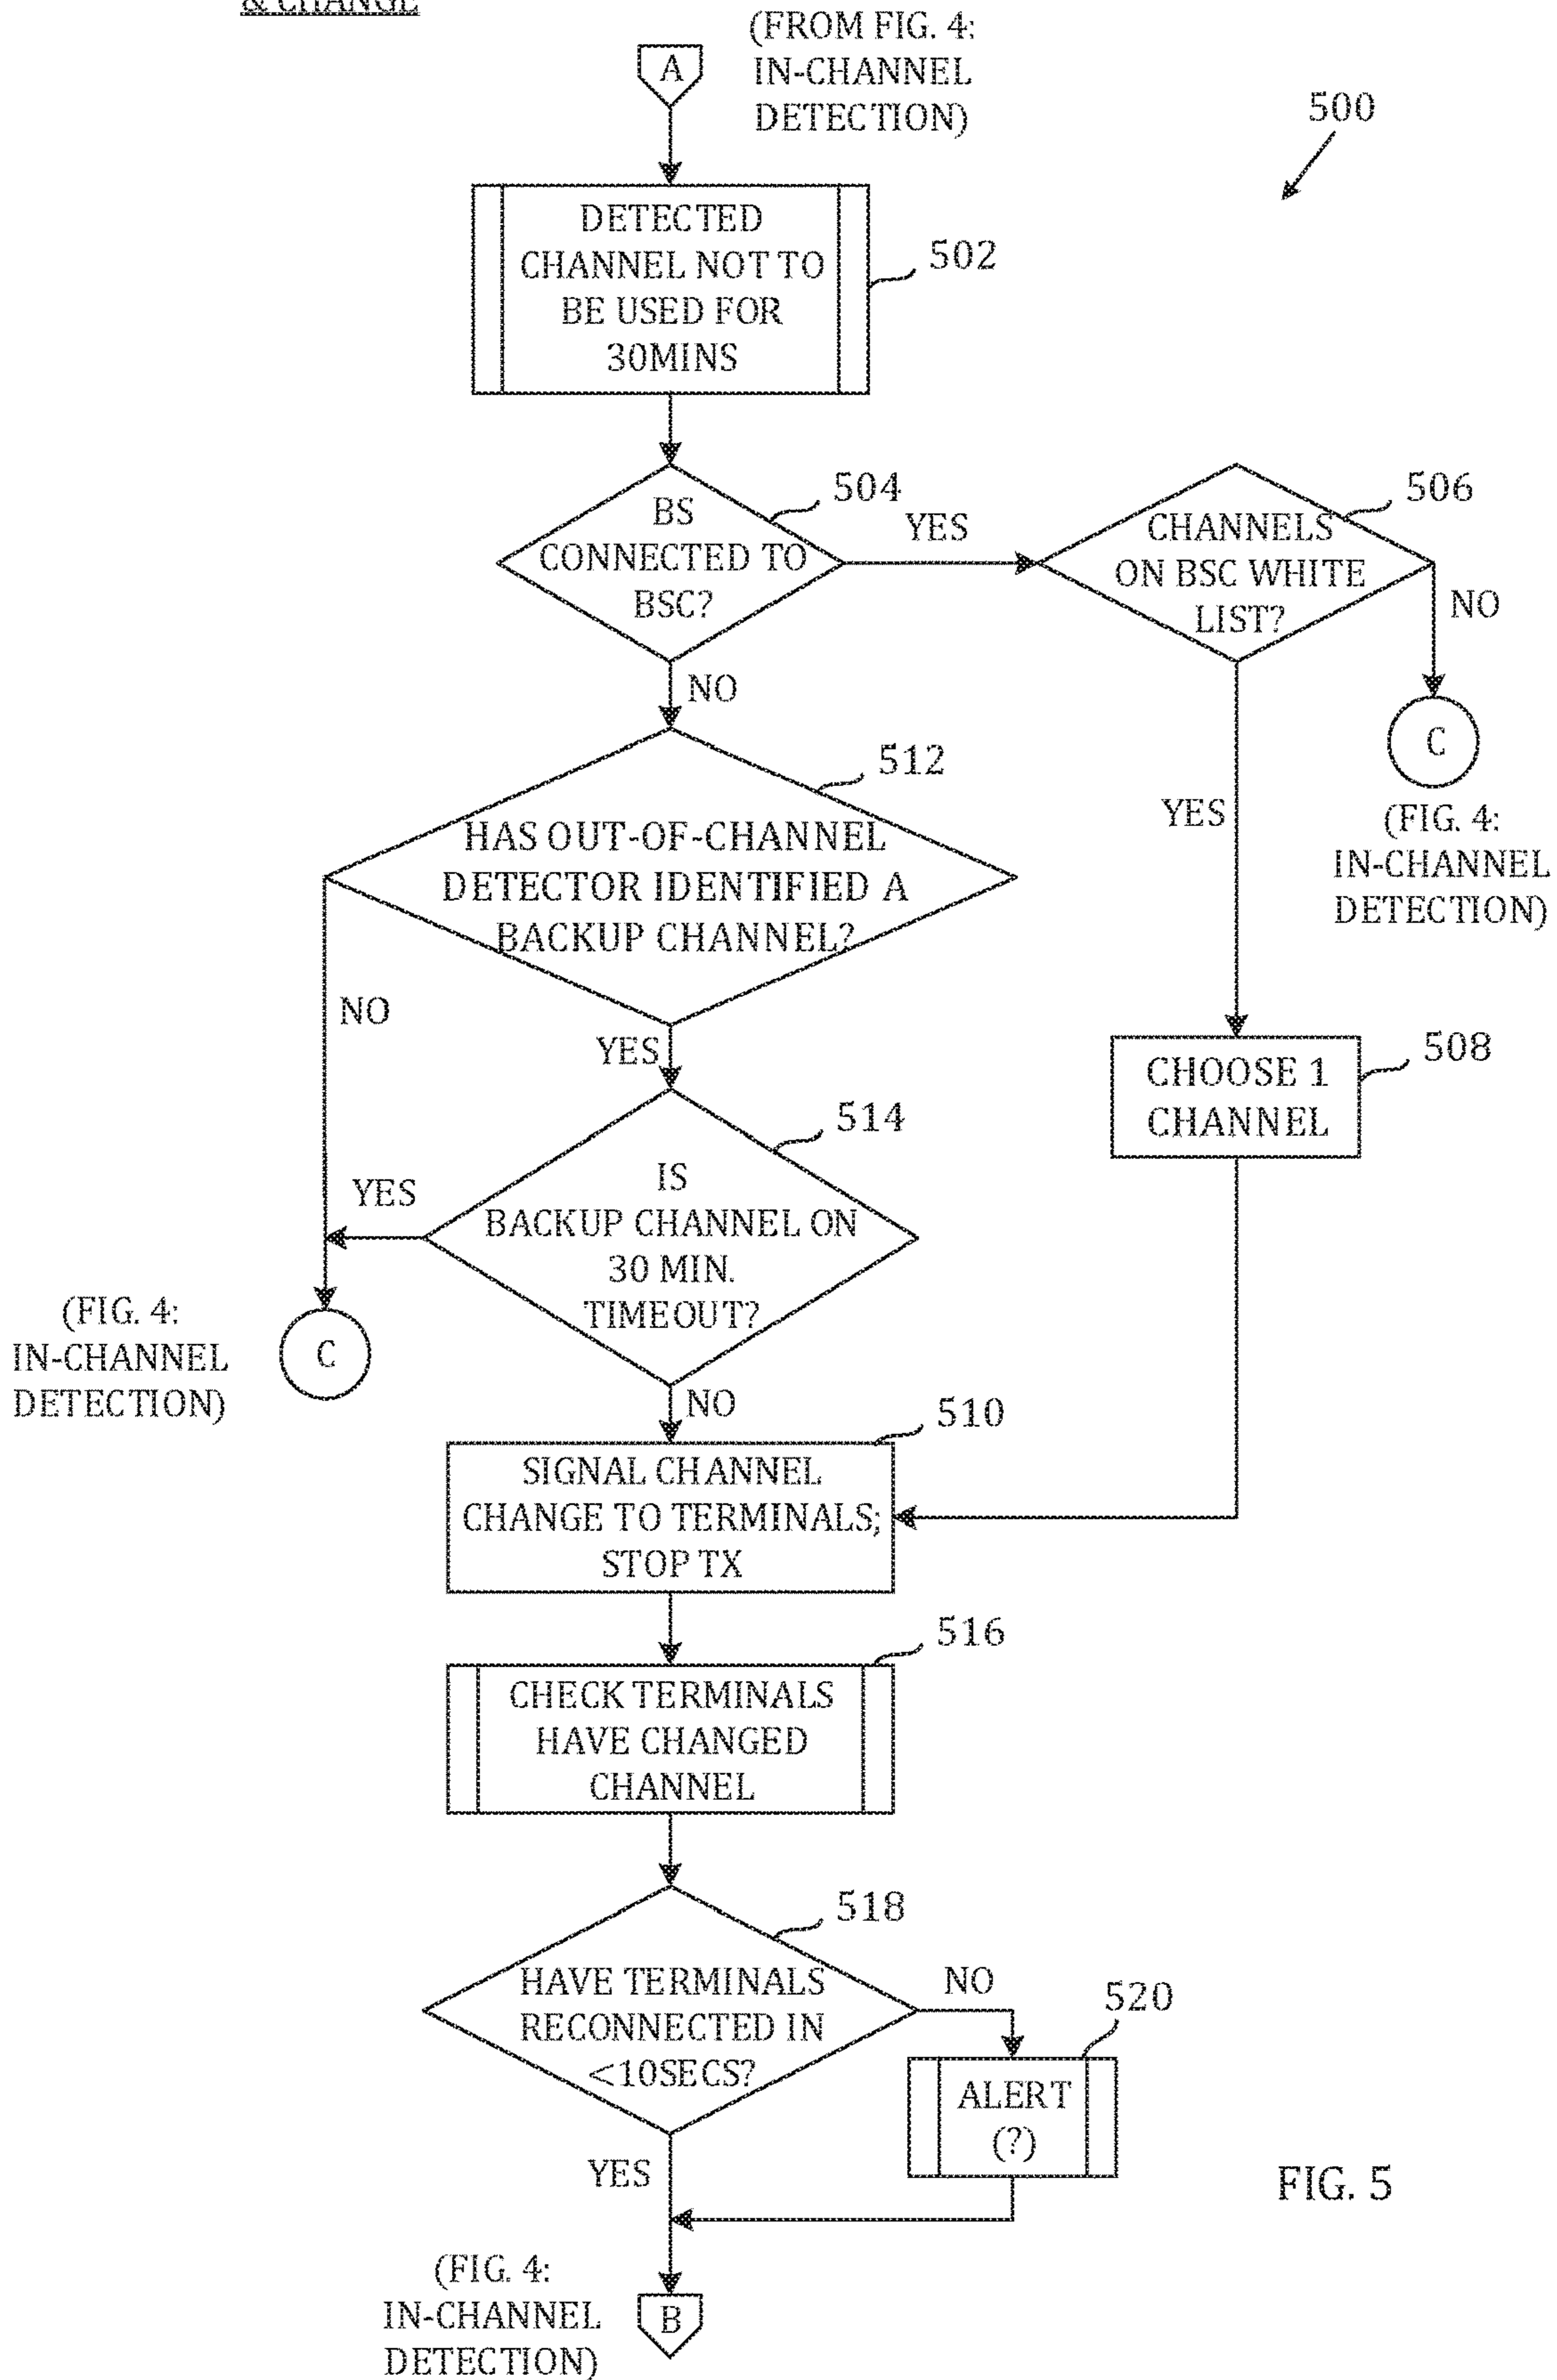 & CHANGE
(FROM FIG. 4:
IN-CHANNEL
DETECTION)
A
500
DETECTED
CHANNEL NOT TO
BE USED FOR
30MINS
502
BS
CONNECTED TO
BSC?
504
YES
CHANNELS
ON BSC WHITE
LIST?
506
NO
NO
C
(FIG. 4:
IN-CHANNEL
DETECTION)
YES
512
HAS OUT-OF-CHANNEL
DETECTOR IDENTIFIED A
BACKUP CHANNEL?
NO
YES
CHOOSE 1
CHANNEL
508
514
IS
BACKUP CHANNEL ON
30 MIN.
TIMEOUT?
YES
(FIG. 4:
IN-CHANNEL
DETECTION)
C
NO
510
SIGNAL CHANNEL
CHANGE TO TERMINALS;
STOP TX
516
CHECK TERMINALS
HAVE CHANGED
CHANNEL
518
HAVE TERMINALS
RECONNECTED IN
<10SECS?
NO
520
ALERT
(?)
YES
FIG. 5
(FIG. 4:
IN-CHANNEL
DETECTION)
B